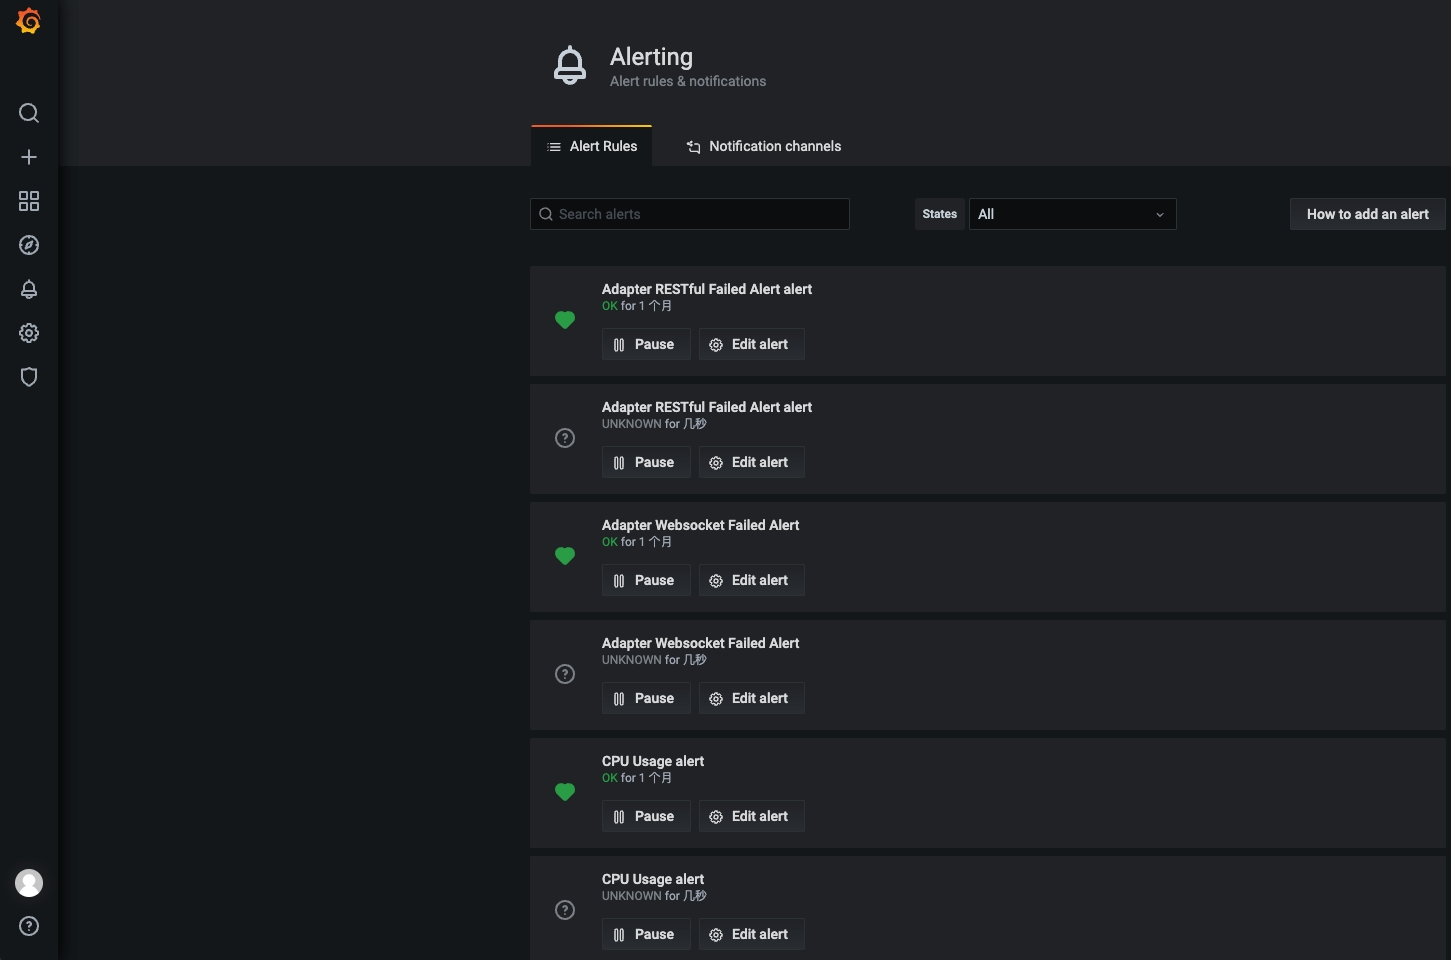 Alerting
Alert rules & notifications
Alert Rules
Notification channels
Search alerts
States
All
How to add an alert
Adapter RESTful Failed Alert alert
OK for 1 个月
Pause
Edit alert
Adapter RESTful Failed Alert alert
UNKNOWN for 几秒
Pause
Edit alert
Adapter Websocket Failed Alert
OK for 1 个月
Pause
Edit alert
Adapter Websocket Failed Alert
UNKNOWN for 几秒
Pause
Edit alert
CPU Usage alert
OK for 1 个月
Pause
Edit alert
CPU Usage alert
UNKNOWN for 几秒
Pause
Edit alert